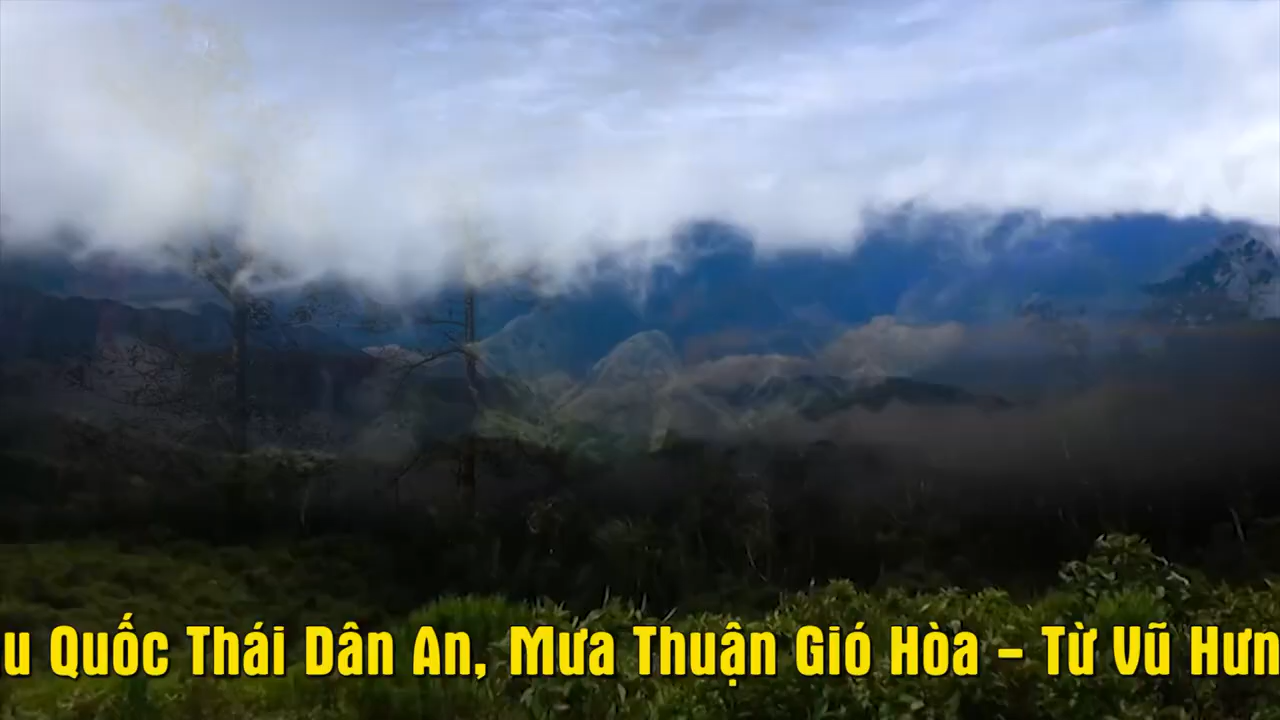 u Quốc Thái Dân An, Mưa Thuận Gió Hòa – Từ Vũ Hưn